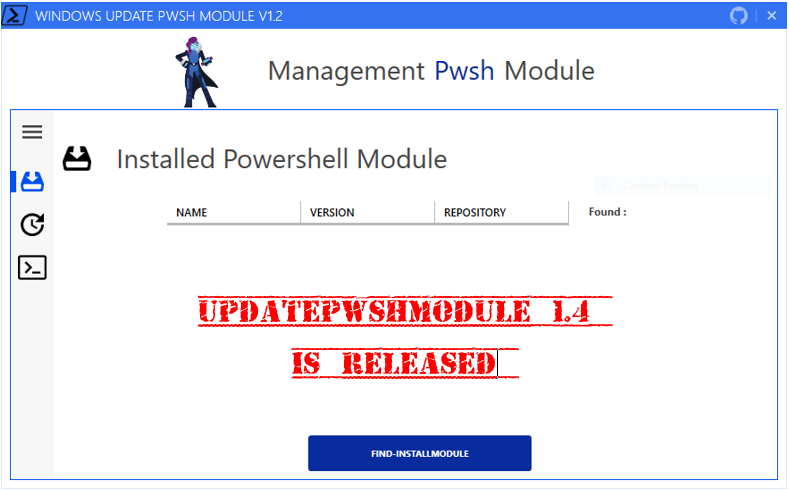 WINDOWS UPDATE PWSH MODULE V1.2
Management Pwsh Module
Installed Powershell Module
NAME VERSION REPOSITORY Found :
UPDATEPWSHMODULE 1.4
IS RELEASED
FIND-INSTALLMODULE